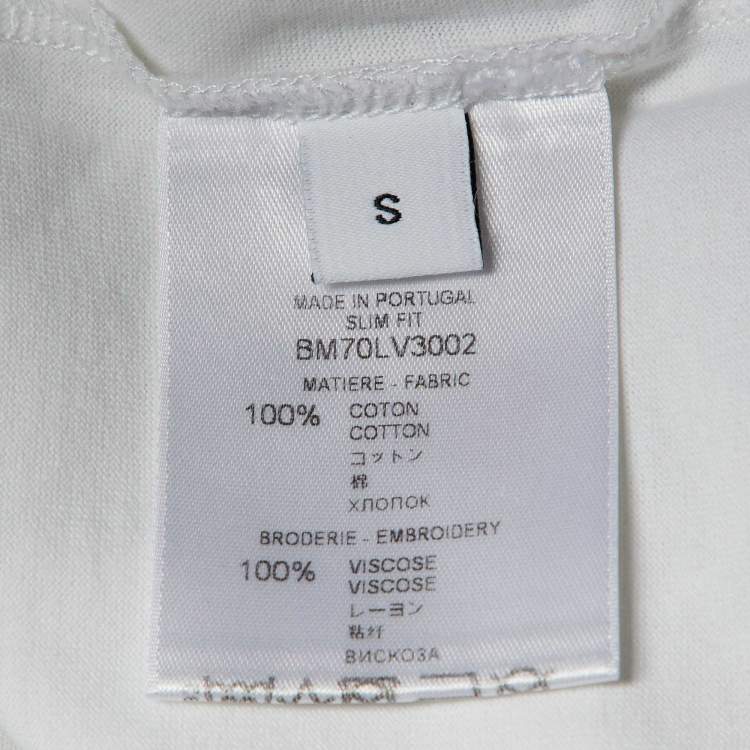 S
MADE IN PORTUGAL
SLIM FIT
BM70LV3002
MATIERE - FABRIC
100% COTON
COTTON
コットン
棉
ХЛОПОК
BRODERIE - EMBROIDERY
100% VISCOSE
VISCOSE
レーヨン
粘纤
ВИСКОЗА